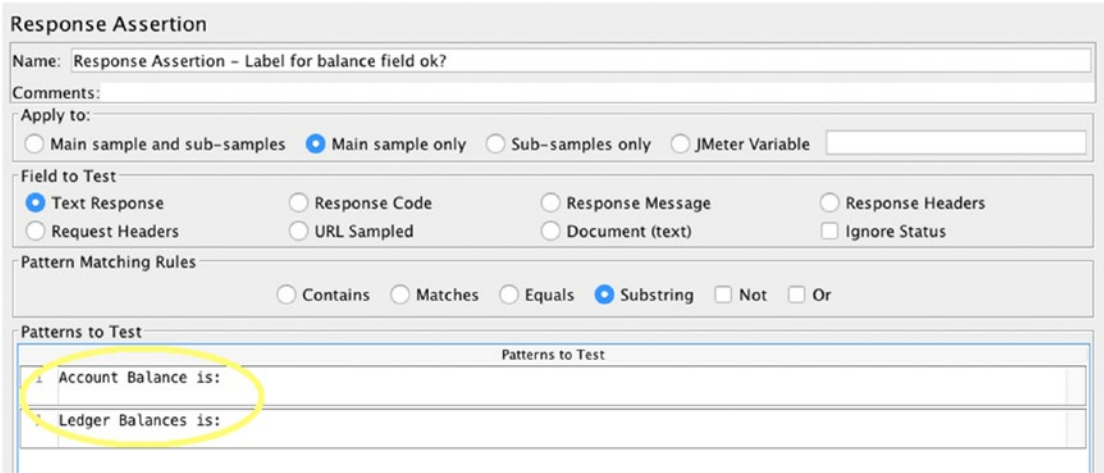 Response Assertion
Name: Response Assertion – Label for balance field ok?
Comments:
Apply to:
Main sample and sub-samples Main sample only Sub-samples only JMeter Variable
Field to Test
Text Response Response Code Response Message Response Headers
Request Headers URL Sampled Document (text) Ignore Status
Pattern Matching Rules
Contains Matches Equals Substring Not Or
Patterns to Test
Patterns to Test
1 Account Balance is:
Ledger Balances is: